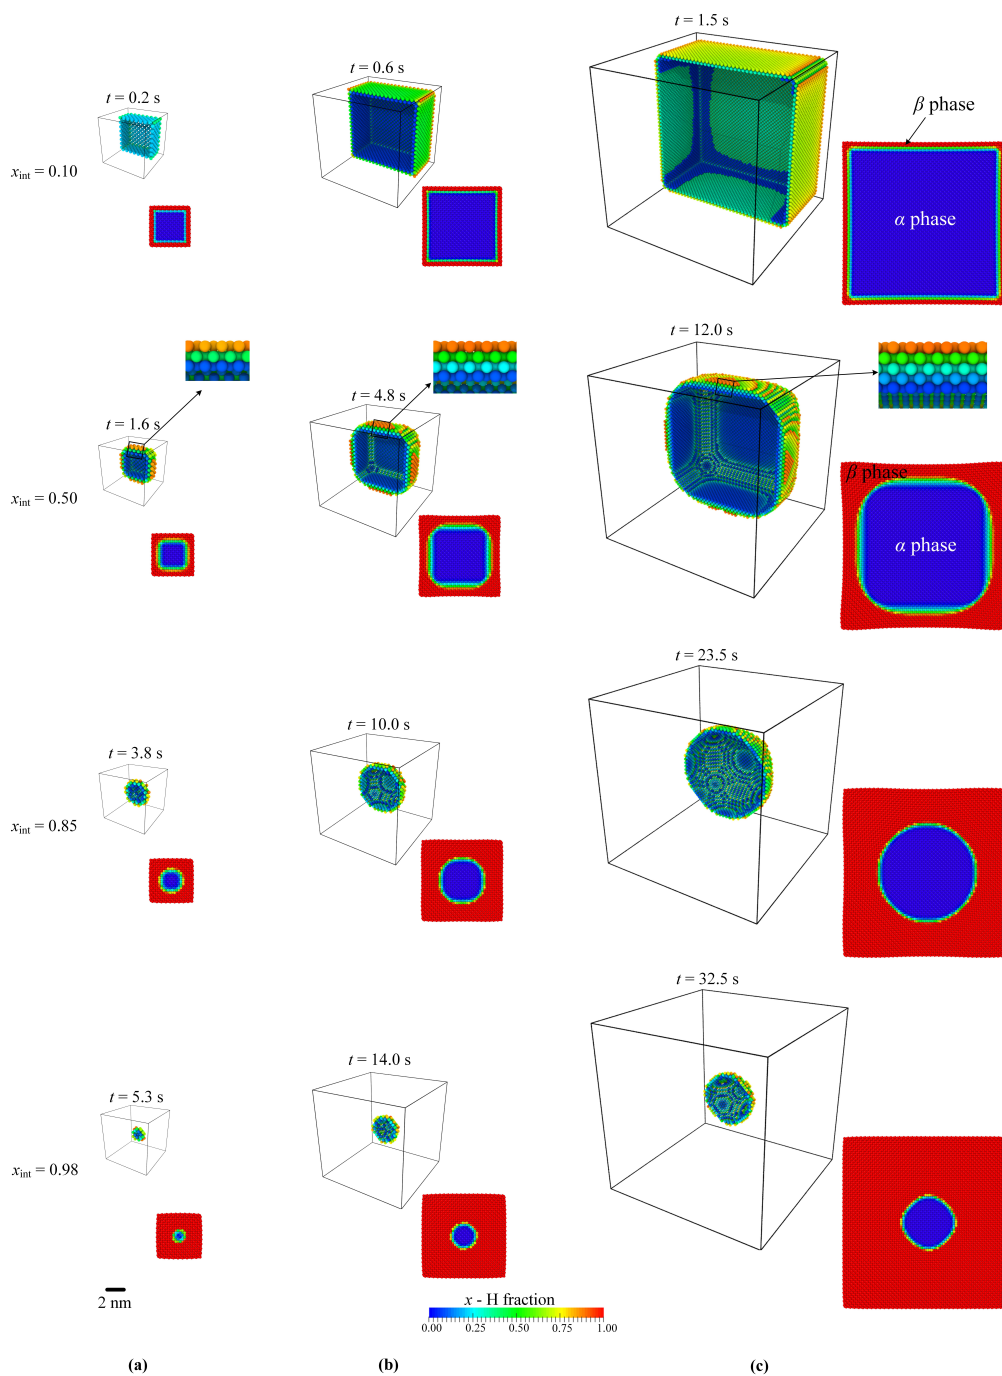 t = 1.5 s
t = 0.6 s
t = 0.2 s
β phase
x_int = 0.10
α phase
t = 12.0 s
t = 4.8 s
t = 1.6 s
β phase
x_int = 0.50
α phase
t = 23.5 s
t = 10.0 s
t = 3.8 s
x_int = 0.85
t = 32.5 s
t = 14.0 s
t = 5.3 s
x_int = 0.98
2 nm
x - H fraction
0.00 0.25 0.50 0.75 1.00
(a) (b) (c)